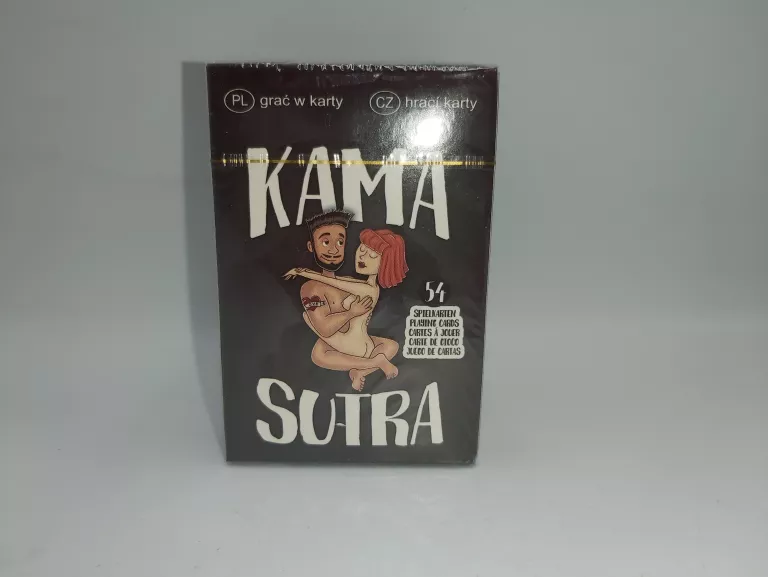 PL grać w karty CZ hrací karty
KAMA
54
SPIELKARTEN
PLAYING CARDS
CARTES À JOUER
CARTE DE GIOCO
JUEGO DE CARTAS
SUTRA